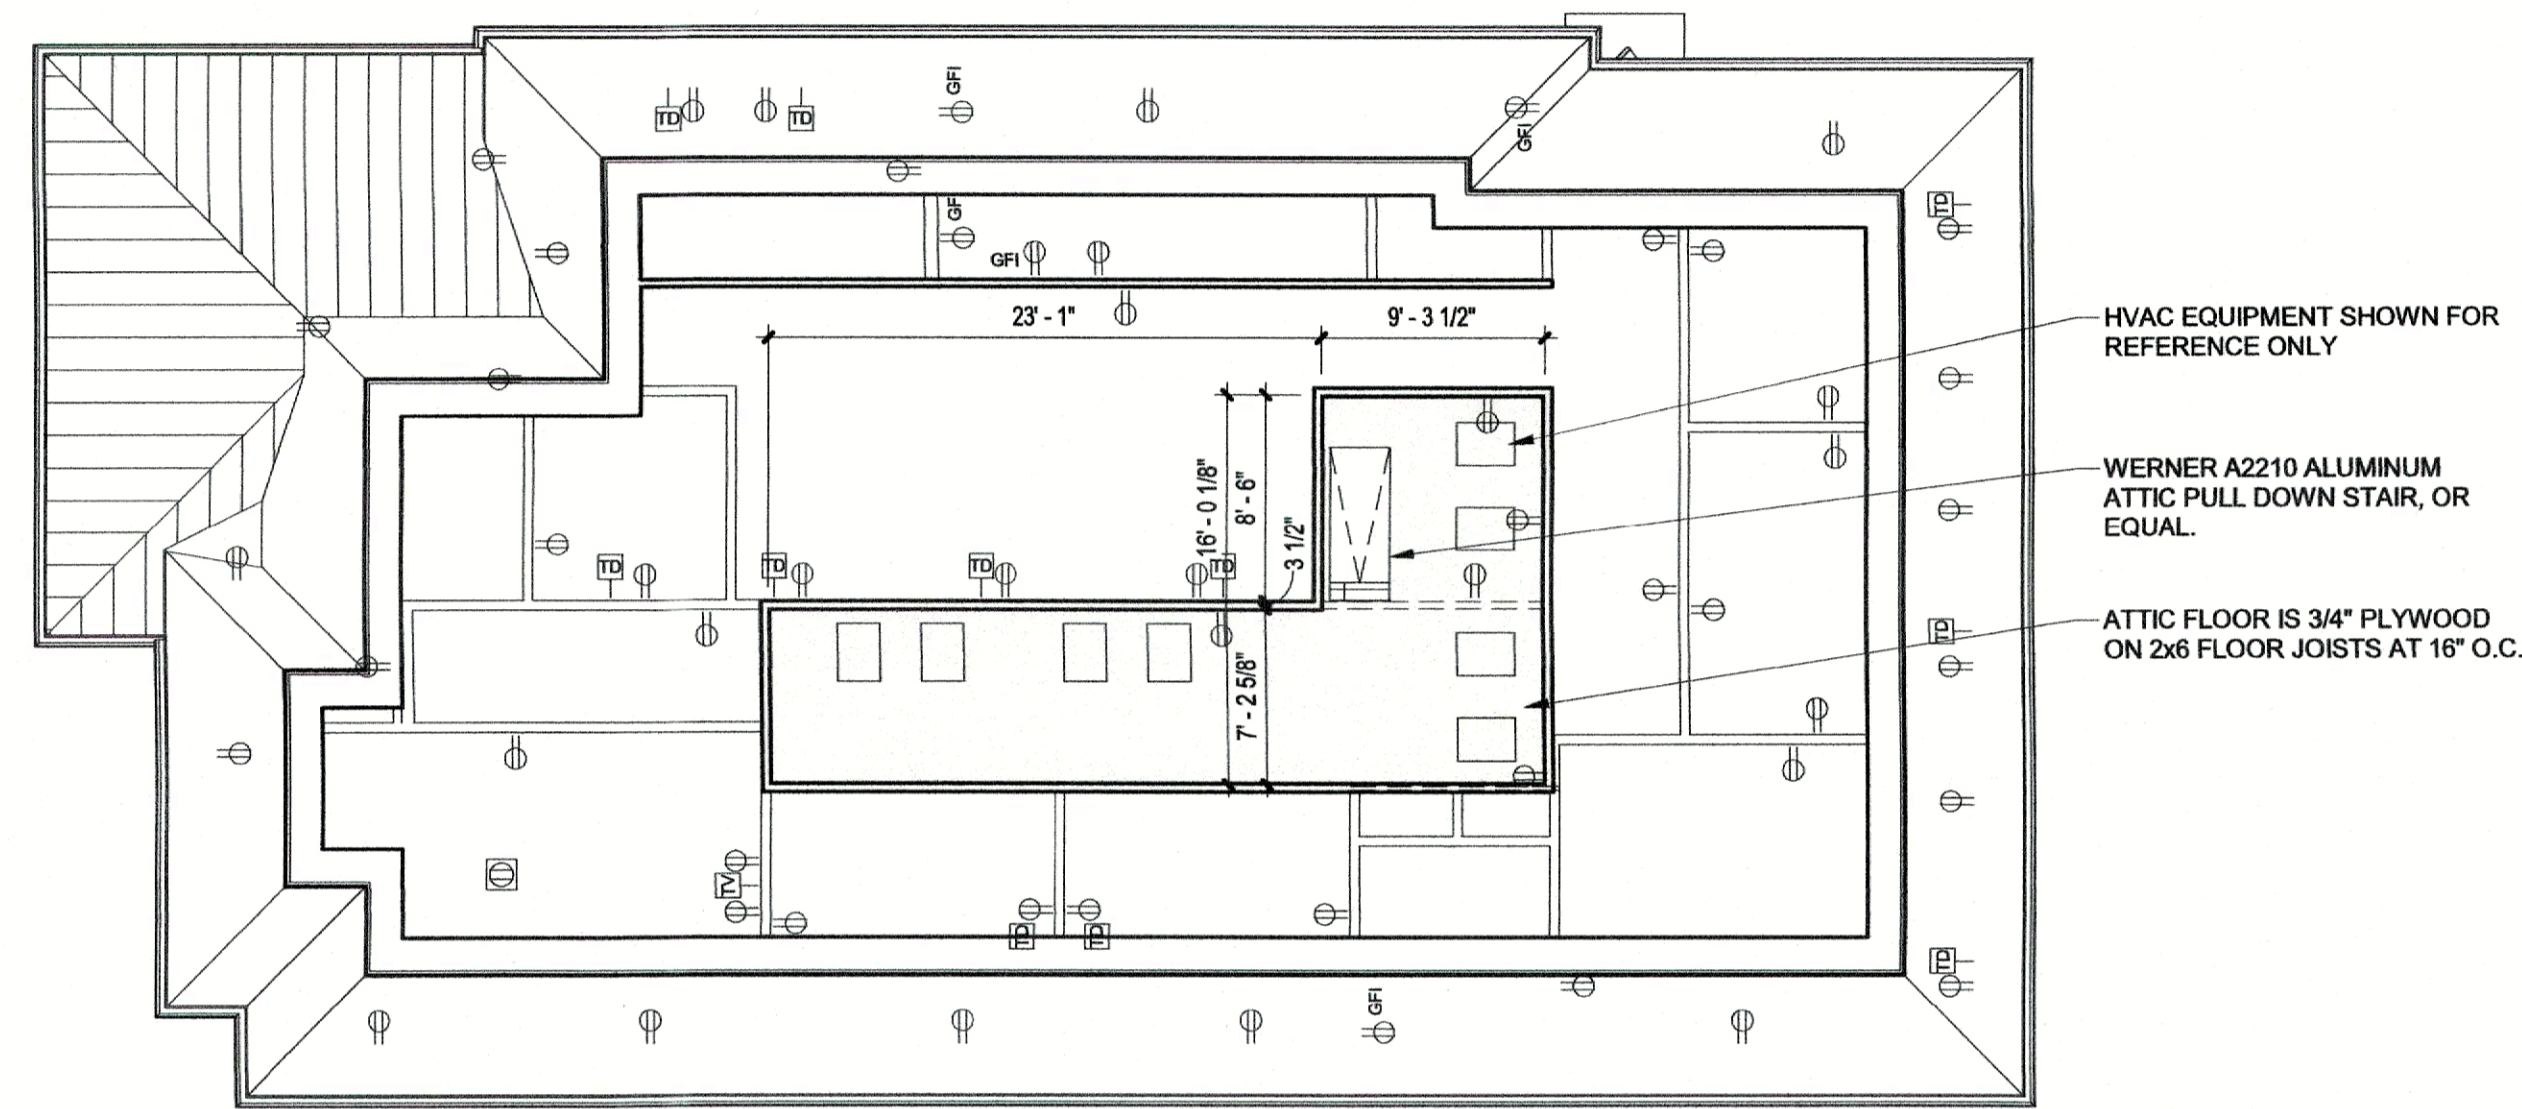 GFI
TD
TD
GFI
TD
GFI
GFI
23' - 1"
9' - 3 1/2"
HVAC EQUIPMENT SHOWN FOR
REFERENCE ONLY
WERNER A2210 ALUMINUM
ATTIC PULL DOWN STAIR, OR
EQUAL.
16' - 0 1/8"
8' - 6"
3 1/2"
TD
TD
TD
TD
ATTIC FLOOR IS 3/4" PLYWOOD
ON 2x6 FLOOR JOISTS AT 16" O.C.
TD
7' - 2 5/8"
TV
TD
TD
TD
GFI